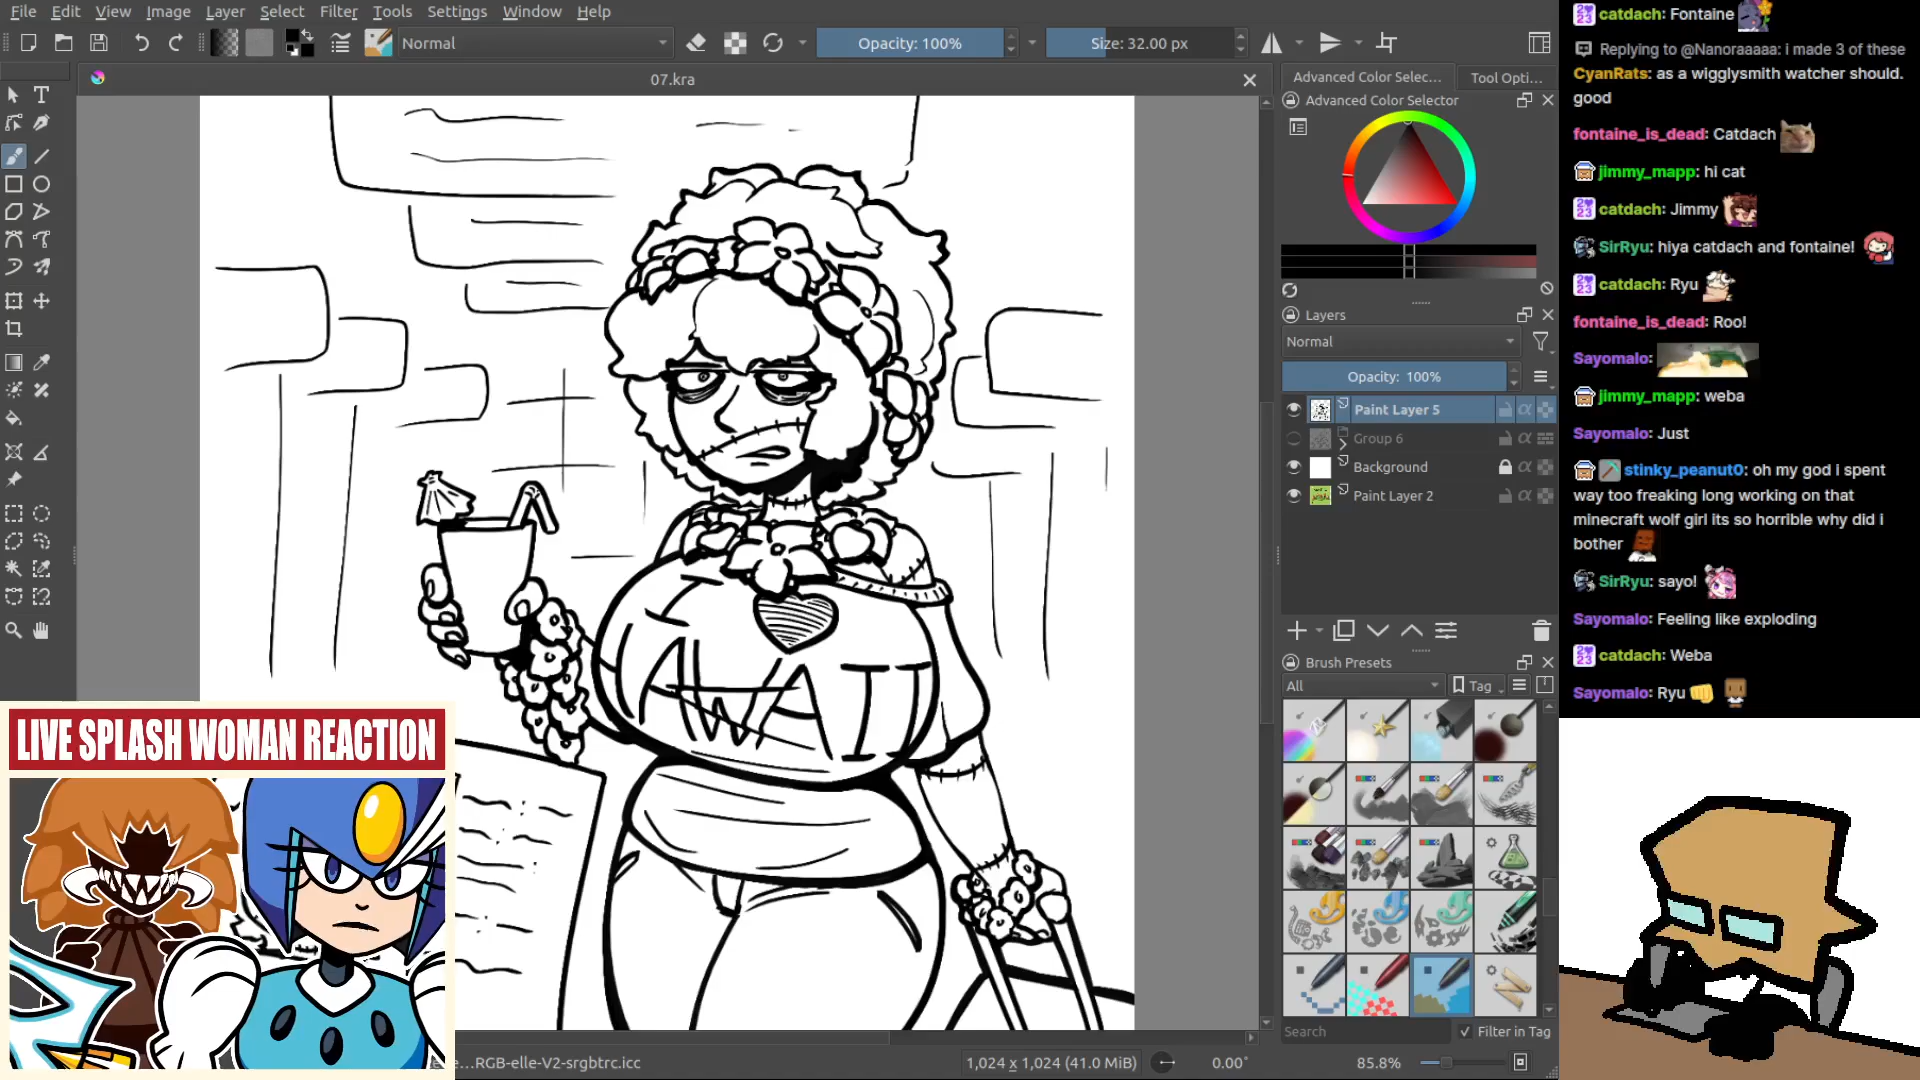 File Edit View Image Layer Select Filter Tools Settings Window Help
Normal
Opacity: 100%
Size: 32.00 px
07.kra
Advanced Color Selec...
Tool Opti...
Advanced Color Selector
Layers
Normal
Opacity: 100%
Paint Layer 5
Group 6
Background
Paint Layer 2
Brush Presets
All
Tag
Search
Filter in Tag
e...RGB-elle-V2-srgbtrc.icc
1,024 x 1,024 (41.0 MiB)
0.00°
85.8%
LIVE SPLASH WOMAN REACTION
catdach: Fontaine
Replying to @Nanoraaaaa: i made 3 of these
CyanRats: as a wigglysmith watcher should.
good
fontaine_is_dead: Catdach
jimmy_mapp: hi cat
catdach: Jimmy
SirRyu: hiya catdach and fontaine!
catdach: Ryu
fontaine_is_dead: Roo!
Sayomalo:
jimmy_mapp: weba
Sayomalo: Just
stinky_peanut0: oh my god i spent
way too freaking long working on that
minecraft wolf girl its so horrible why did i
bother
SirRyu: sayo!
Sayomalo: Feeling like exploding
catdach: Weba
Sayomalo: Ryu